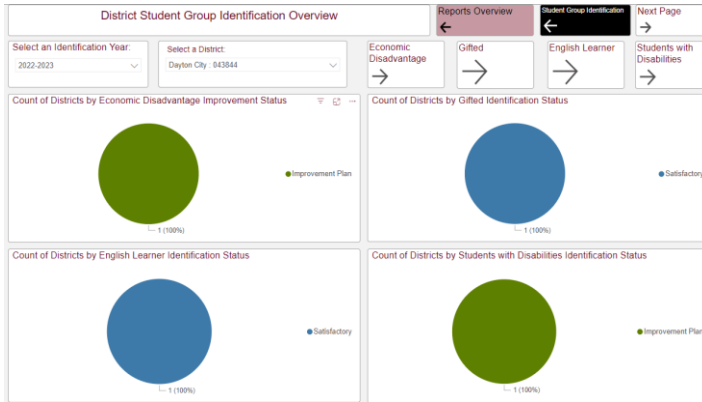 District Student Group Identification Overview
Reports Overview
Student Group Identification
Next Page
Select an Identification Year:
2022-2023
Select a District:
Dayton City : 043844
Economic
Disadvantage
Gifted
English Learner
Students with
Disabilities
Count of Districts by Economic Disadvantage Improvement Status
Improvement Plan
1 (100%)
Count of Districts by Gifted Identification Status
Satisfactory
1 (100%)
Count of Districts by English Learner Identification Status
Satisfactory
1 (100%)
Count of Districts by Students with Disabilities Identification Status
Improvement Plan
1 (100%)